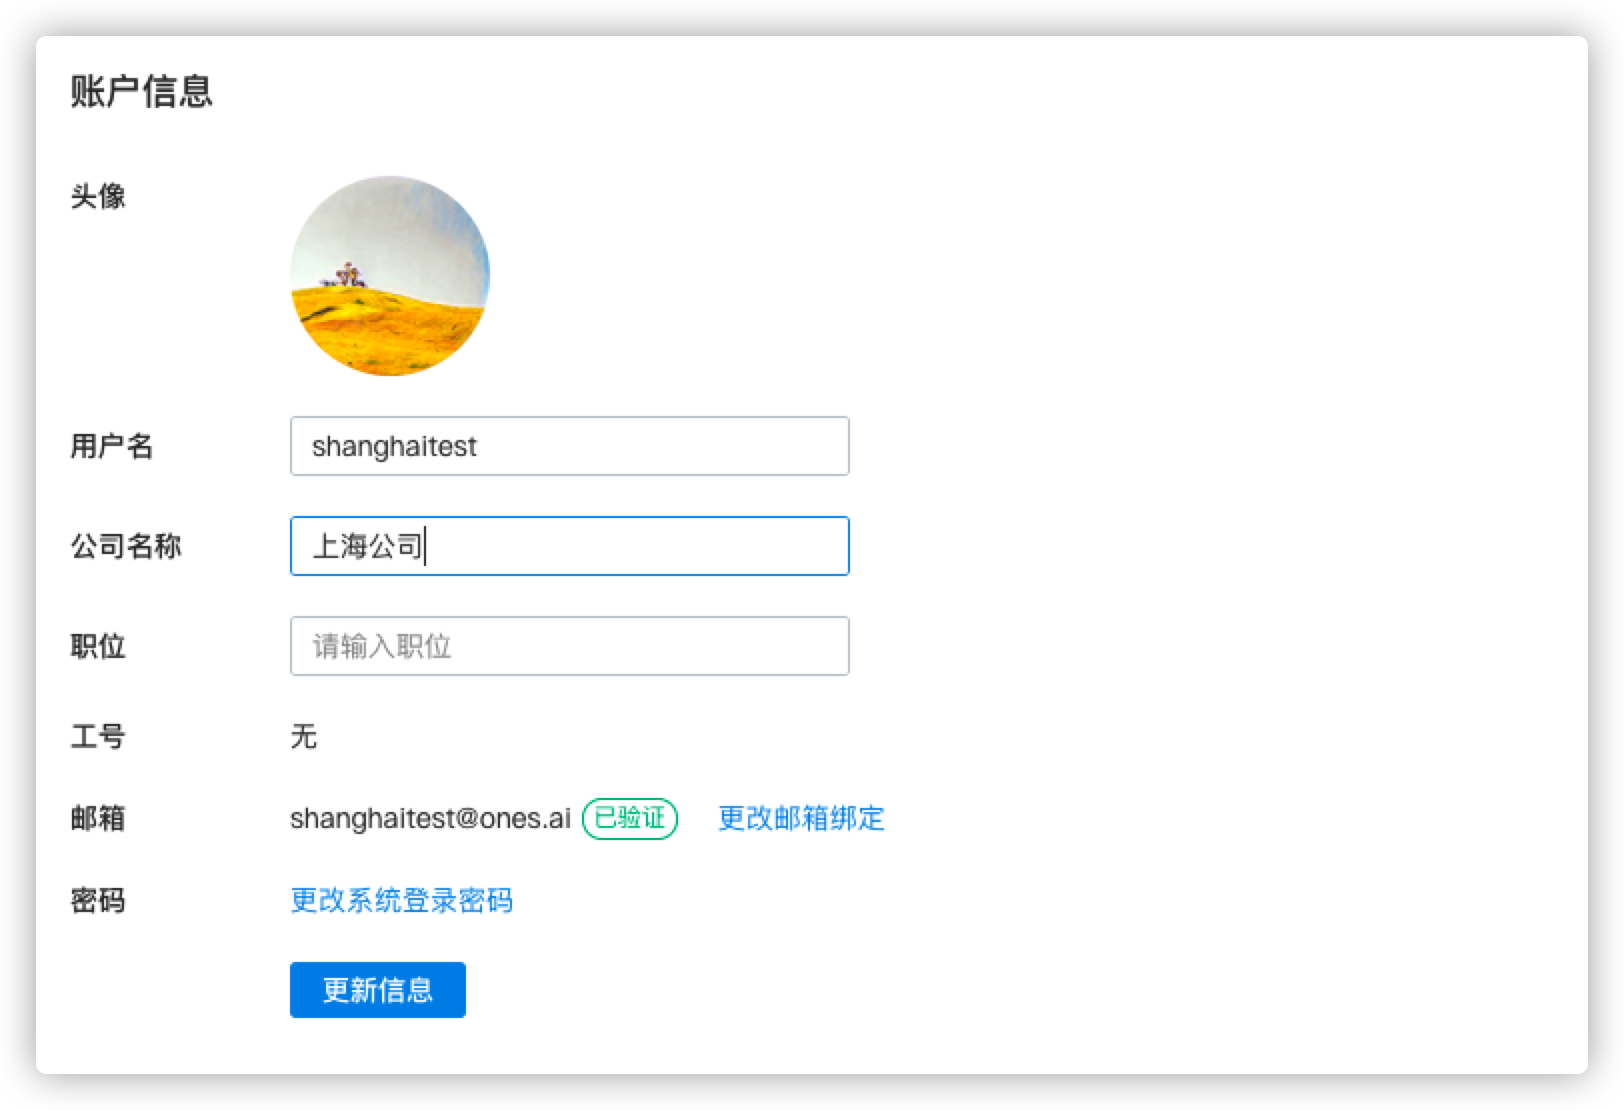 账户信息
头像
用户名 shanghaitest
公司名称 上海公司
职位 请输入职位
工号 无
邮箱 shanghaitest@ones.ai 已验证 更改邮箱绑定
密码 更改系统登录密码
更新信息